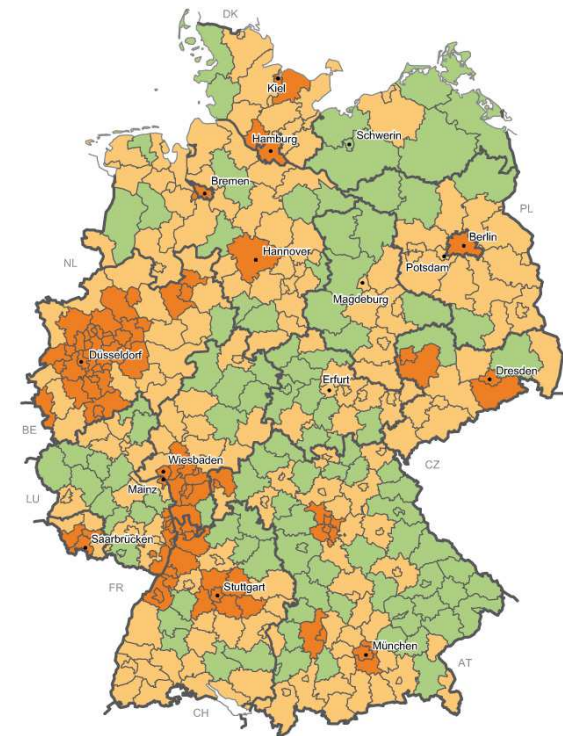 DK
Kiel
Hamburg
Schwerin
Bremen
PL
Berlin
NL
Hannover
Potsdam
Magdeburg
Düsseldorf
Dresden
Erfurt
BE
Wiesbaden
CZ
Mainz
LU
Saarbrücken
FR
Stuttgart
München
AT
CH